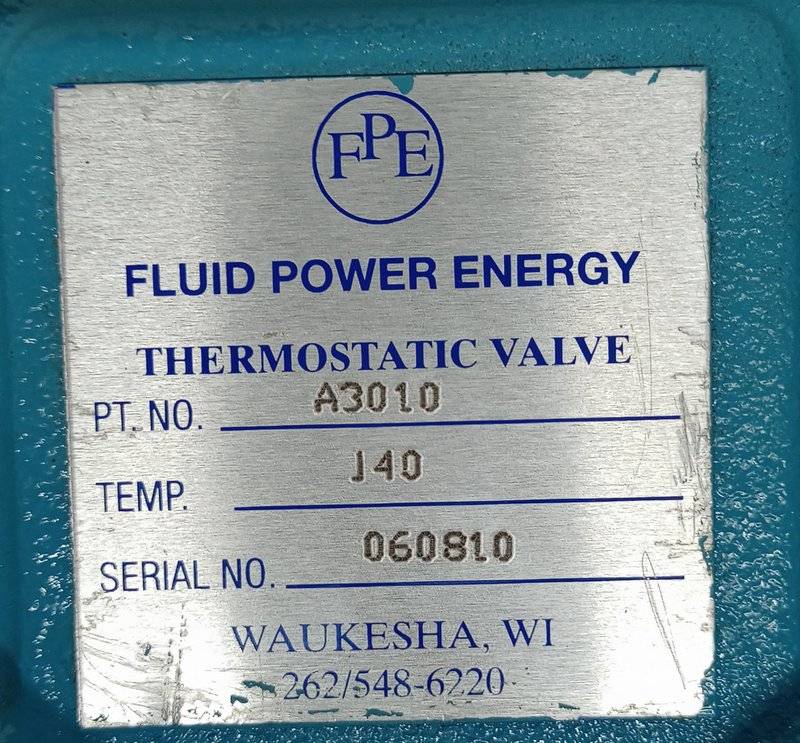 FPE
FLUID POWER ENERGY
THERMOSTATIC VALVE
PT. NO. A3010
TEMP. 140
SERIAL NO. 060810
WAUKESHA, WI
262/548-6220